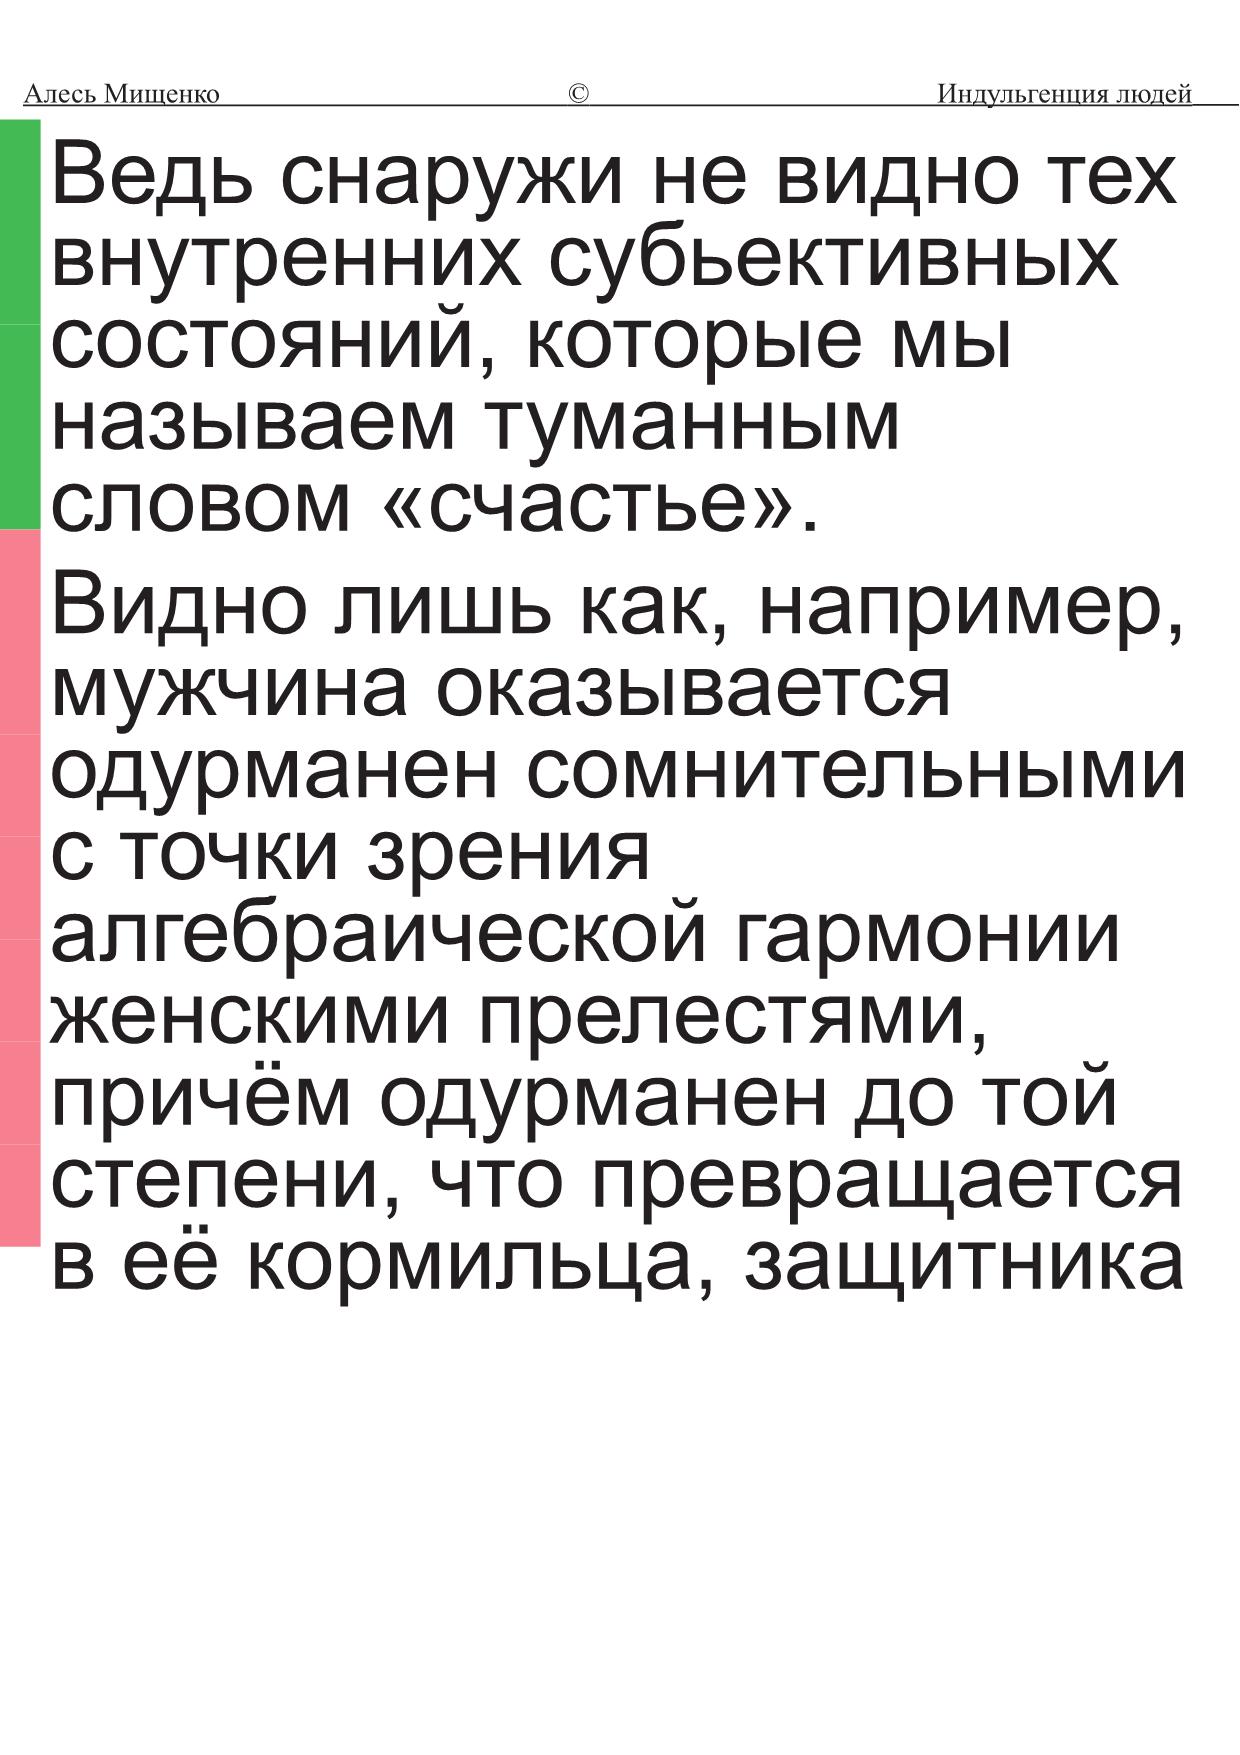 Алесь Мищенко © Индульгенция людей
Ведь снаружи не видно тех
внутренних субьективных
состояний, которые мы
называем туманным
словом «счастье».
Видно лишь как, например,
мужчина оказывается
одурманен сомнительными
с точки зрения
алгебраической гармонии
женскими прелестями,
причём одурманен до той
степени, что превращается
в её кормильца, защитника